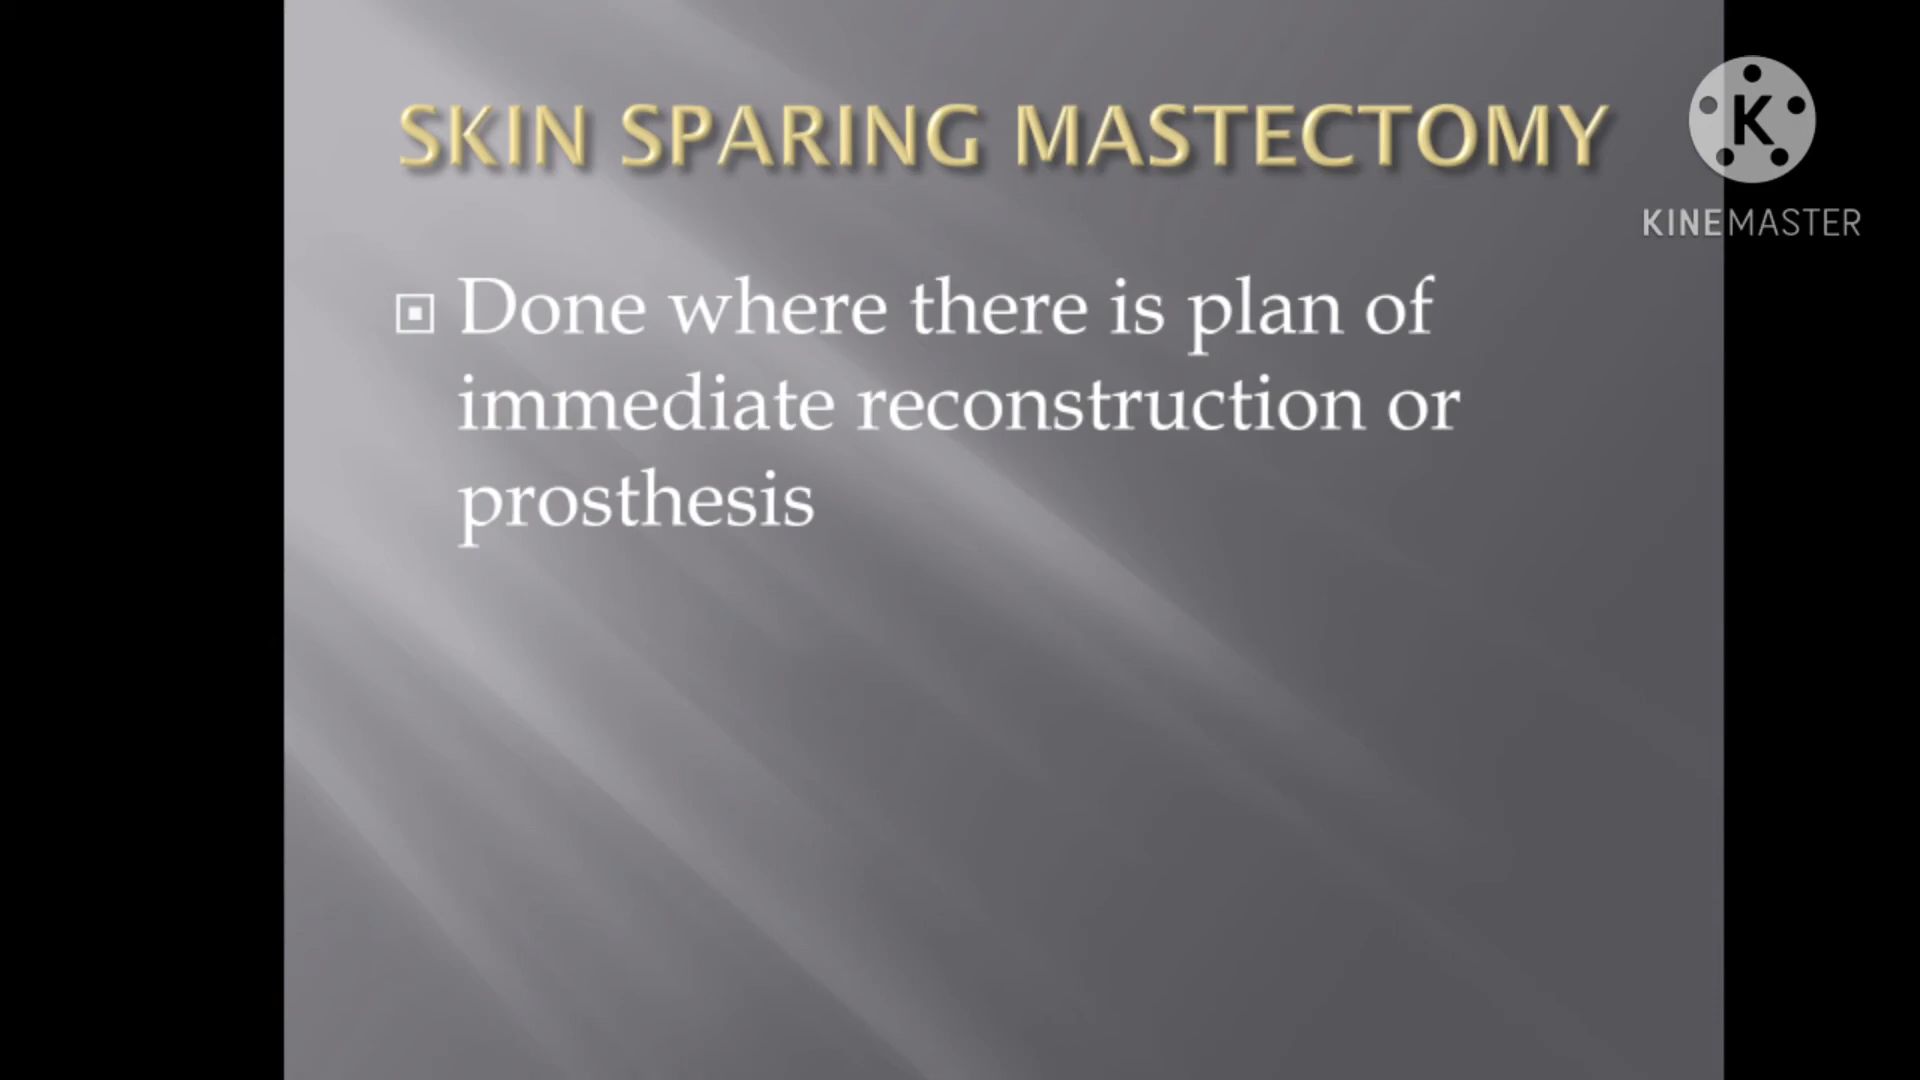 SKIN SPARING MASTECTOMY
K
KINEMASTER
Done where there is plan of
immediate reconstruction or
prosthesis